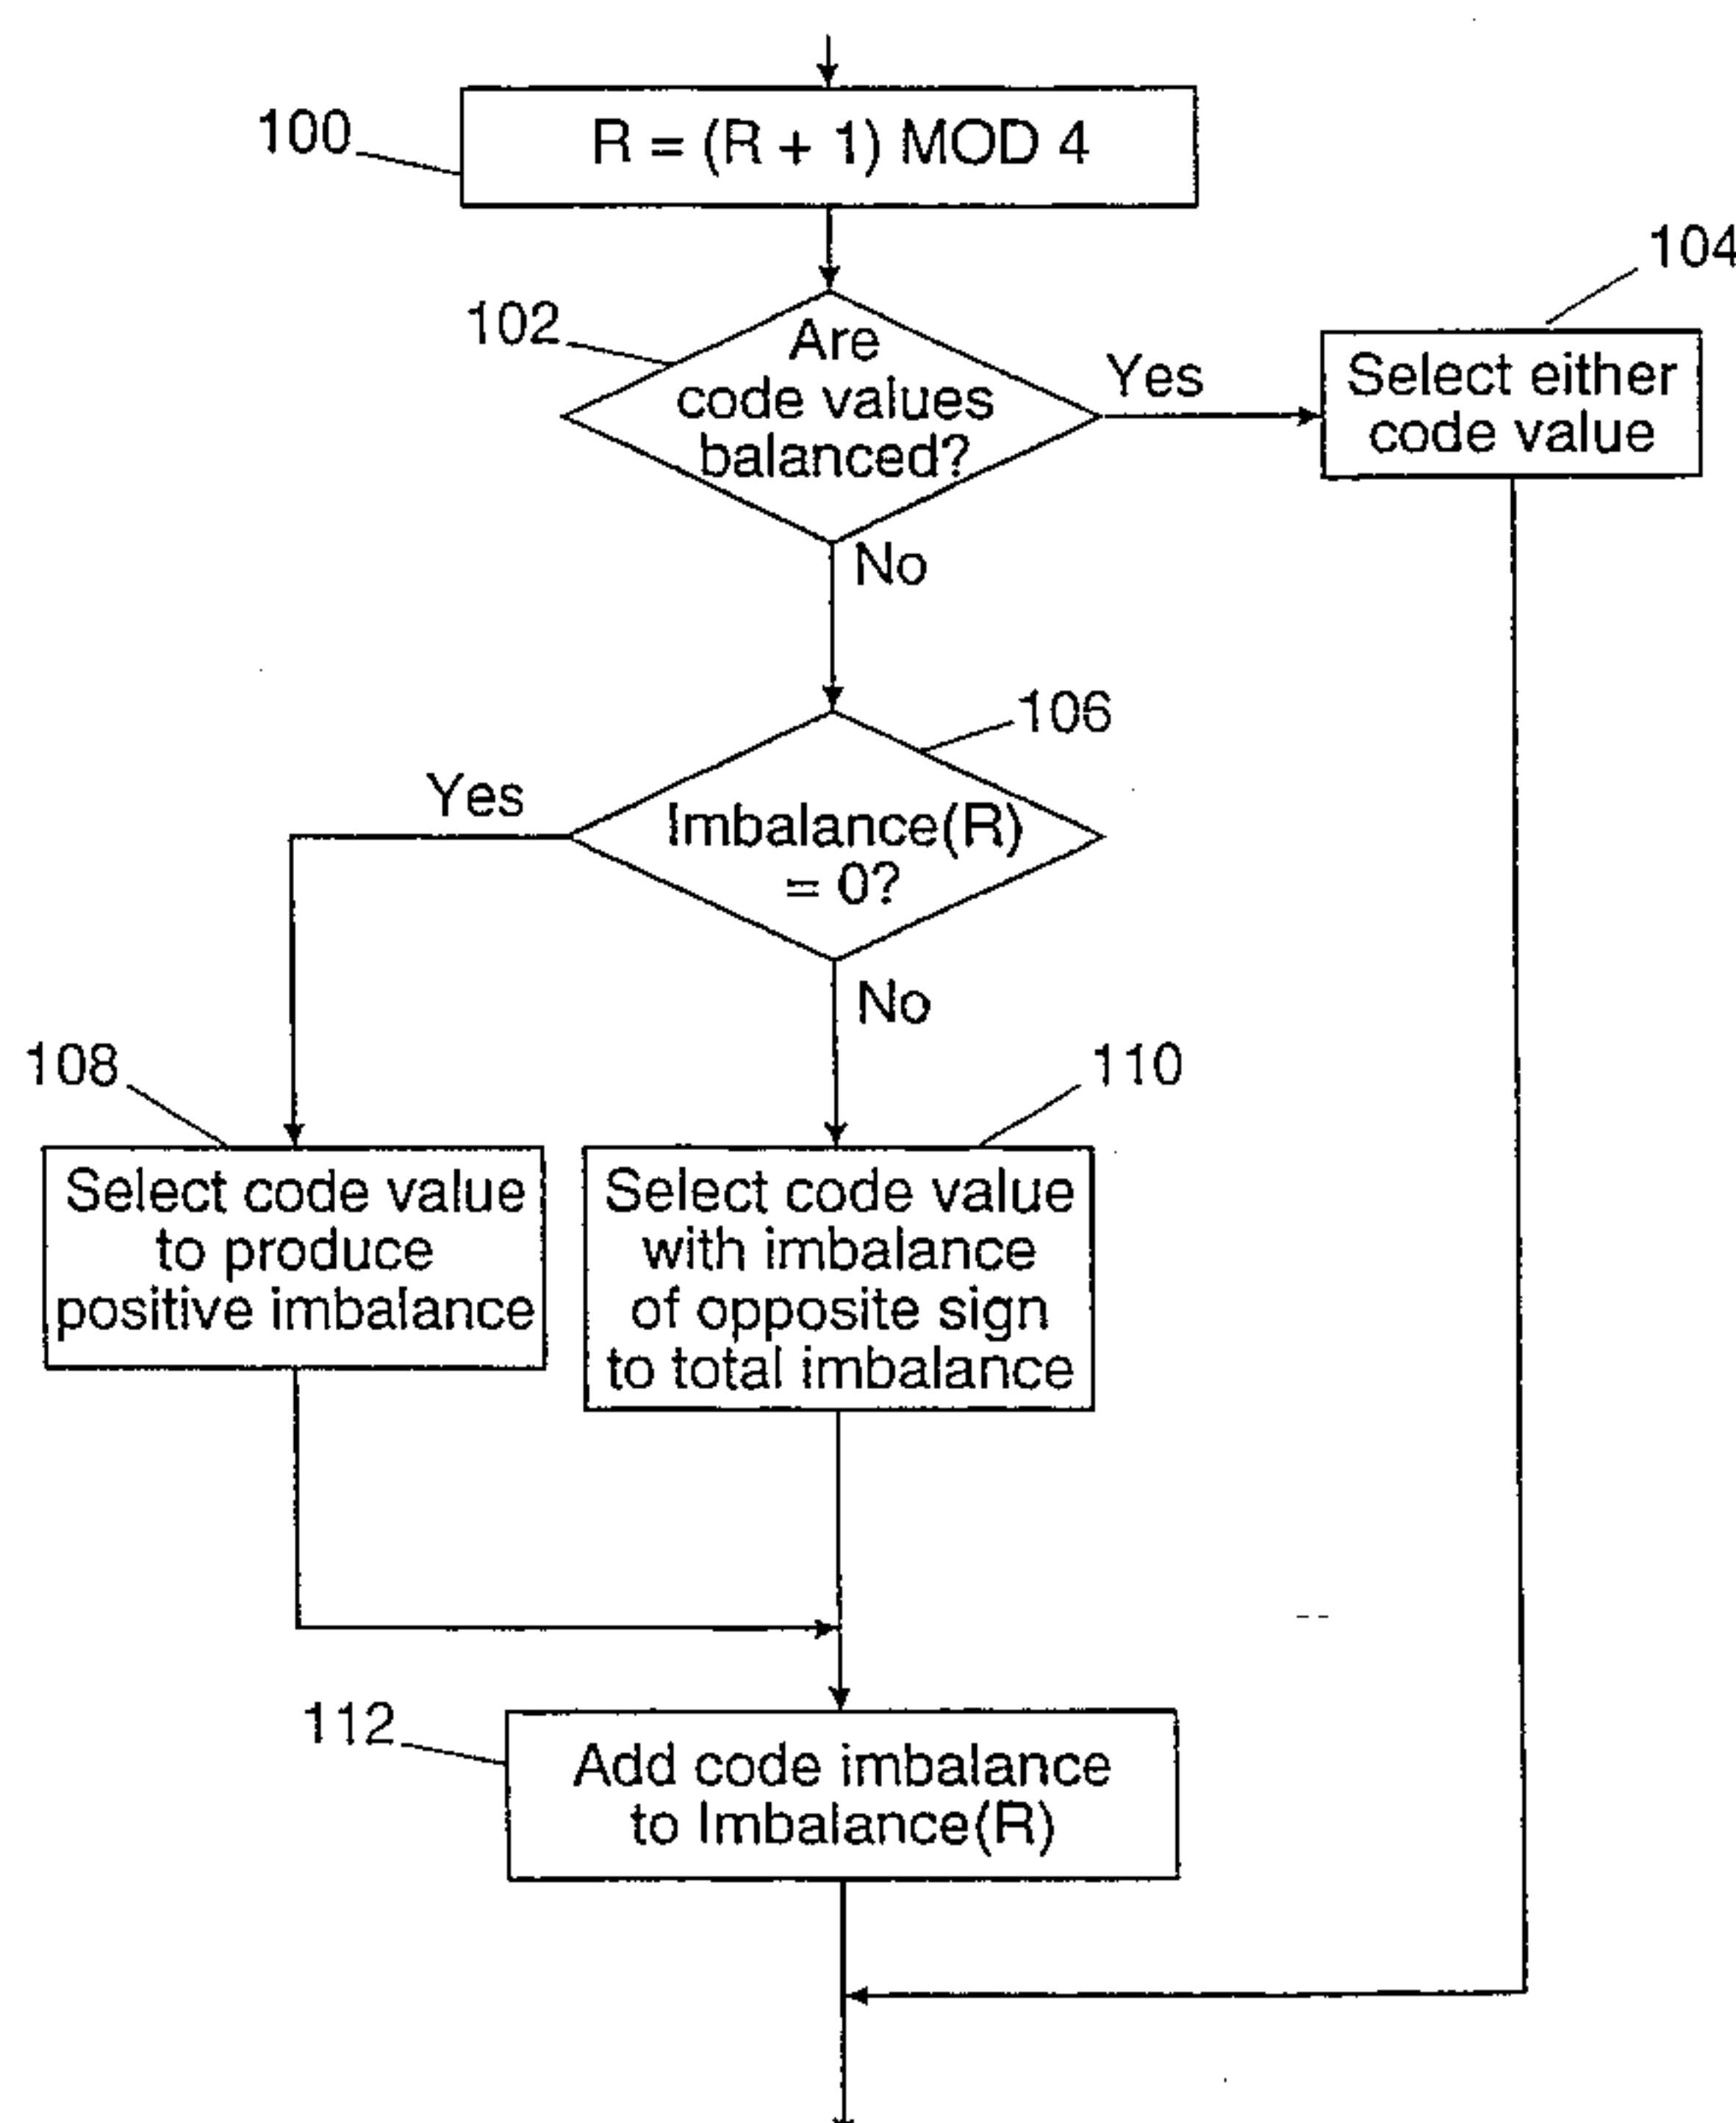 100
R = (R + 1) MOD 4
102
Are
code values
balanced?
Yes
104
Select either
code value
No
106
Imbalance(R)
= 0?
Yes
No
108
Select code value
to produce
positive imbalance
110
Select code value
with imbalance
of opposite sign
to total imbalance
112
Add code imbalance
to Imbalance(R)